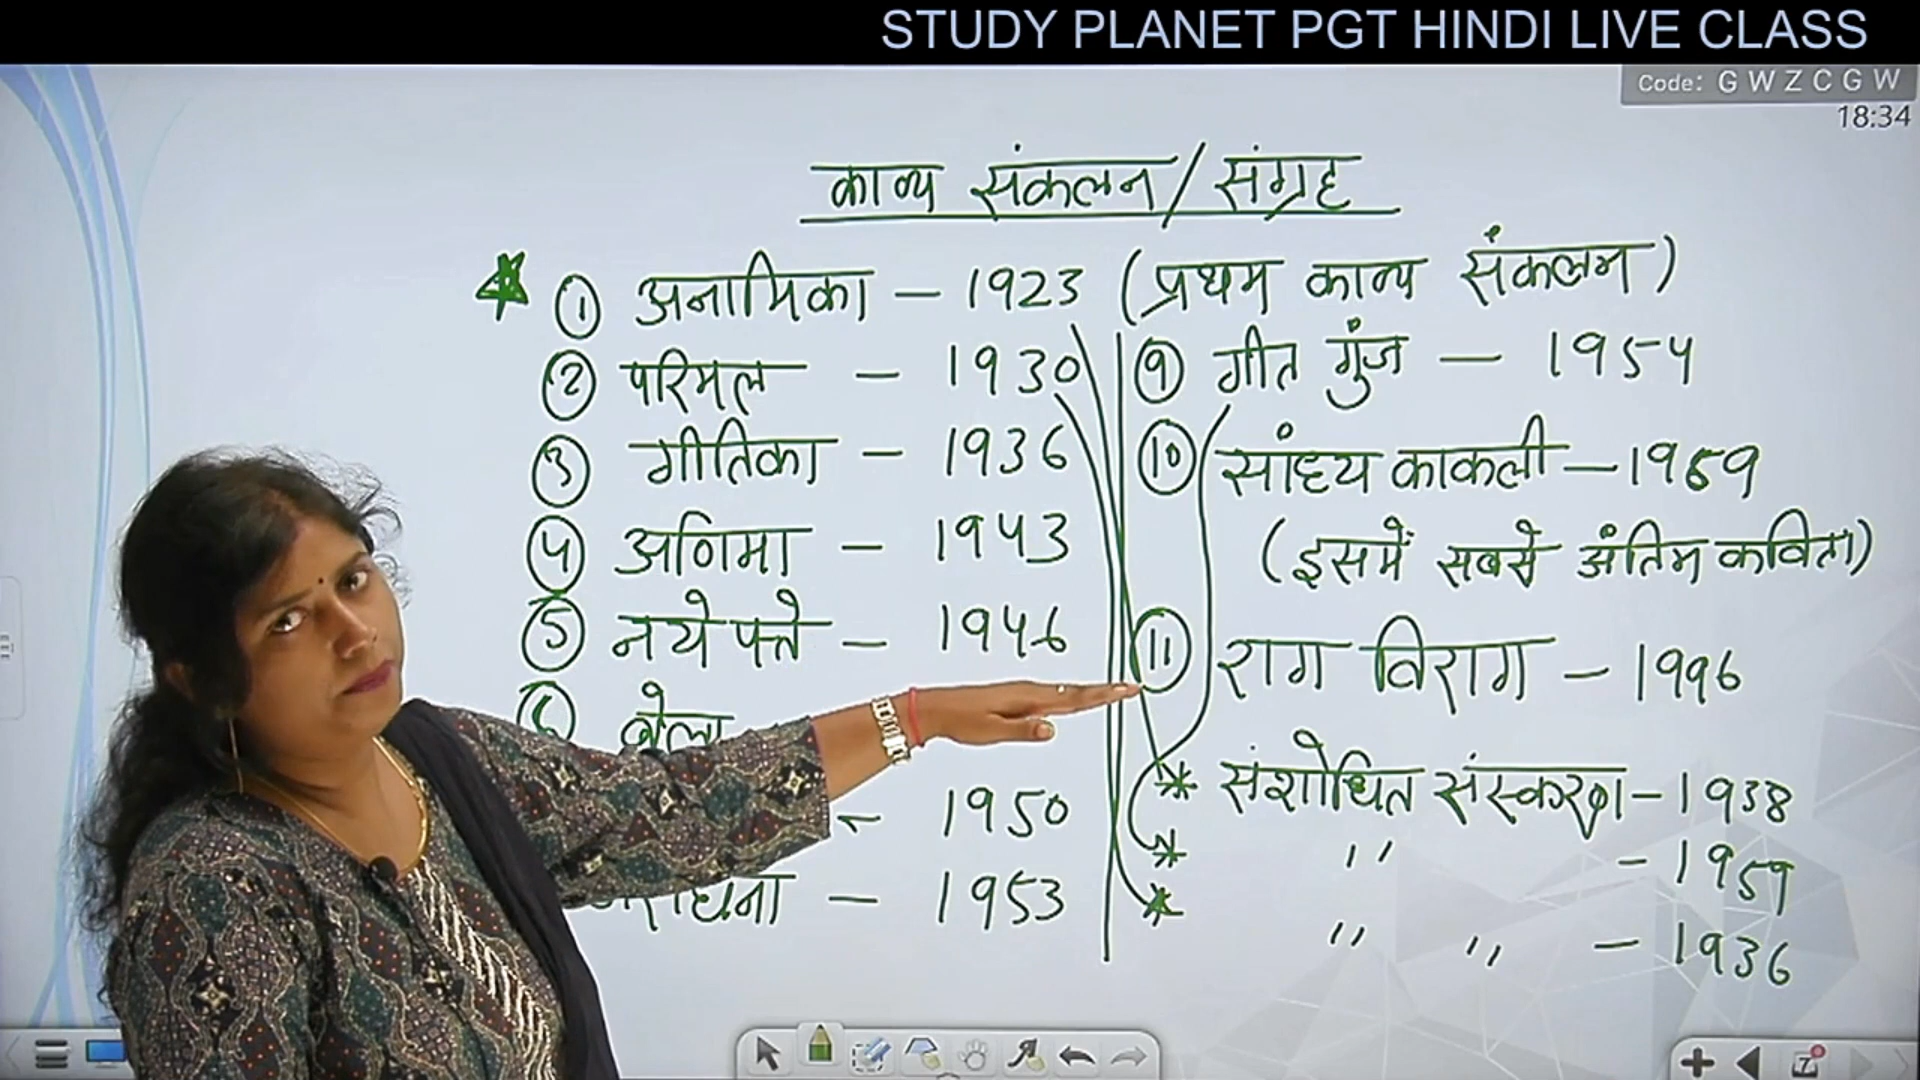 STUDY PLANET PGT HINDI LIVE CLASS
Code: GWZCGW
18:34
काव्य संकलन/संग्रह
① अनामिका – 1923 (प्रथम काव्य संकलन)
② परिमल – 1930
③ गीतिका – 1936
④ अणिमा – 1943
⑤ नये पत्ते – 1946
⑥ बेला
– 1950
– 1953
⑨ गीत गुंज – 1954
⑩ सांध्य काकली – 1969
(इसमें सबसे अंतिम कविता)
⑪ राग विराग – 1996
* संशोधित संस्करण – 1938
* " – 1959
* " " – 1936